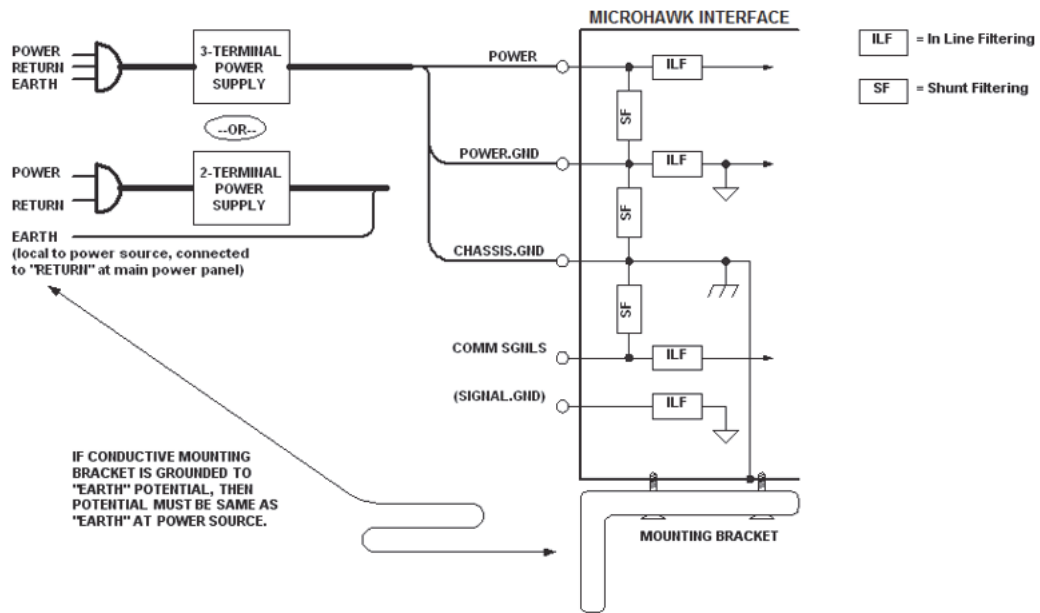 MICROHAWK INTERFACE
POWER
RETURN
EARTH
3-TERMINAL
POWER
SUPPLY
--OR--
POWER
RETURN
2-TERMINAL
POWER
SUPPLY
EARTH
(local to power source, connected
to "RETURN" at main power panel)
POWER
ILF
SF
POWER.GND
ILF
SF
CHASSIS.GND
SF
COMM SGNLS
ILF
(SIGNAL.GND)
ILF
ILF = In Line Filtering
SF = Shunt Filtering
IF CONDUCTIVE MOUNTING
BRACKET IS GROUNDED TO
"EARTH" POTENTIAL, THEN
POTENTIAL MUST BE SAME AS
"EARTH" AT POWER SOURCE.
MOUNTING BRACKET